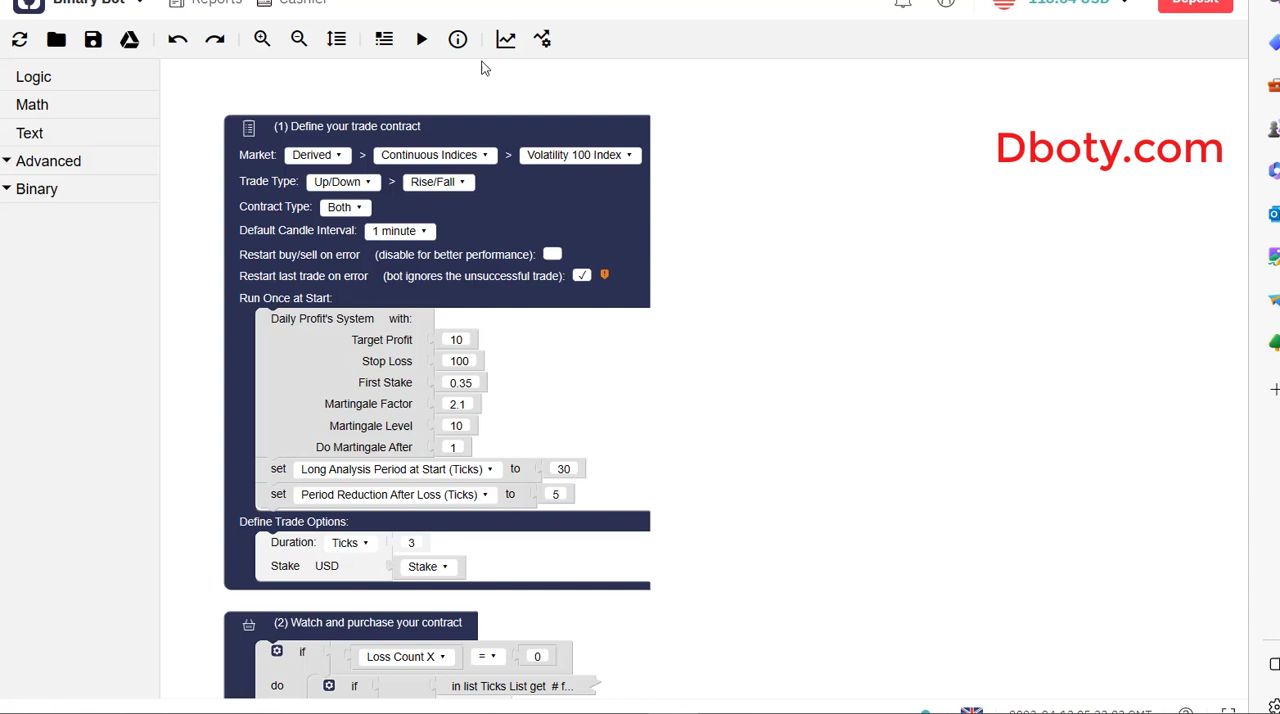 Binary Bot Reports Cashier 118.64 USD Deposit
Logic
Math
Text
Advanced
Binary
Dboty.com
(1) Define your trade contract
Market: Derived > Continuous Indices > Volatility 100 Index
Trade Type: Up/Down > Rise/Fall
Contract Type: Both
Default Candle Interval: 1 minute
Restart buy/sell on error (disable for better performance):
Restart last trade on error (bot ignores the unsuccessful trade): ✓
Run Once at Start:
Daily Profit's System with:
Target Profit 10
Stop Loss 100
First Stake 0.35
Martingale Factor 2.1
Martingale Level 10
Do Martingale After 1
set Long Analysis Period at Start (Ticks) to 30
set Period Reduction After Loss (Ticks) to 5
Define Trade Options:
Duration: Ticks 3
Stake USD Stake
(2) Watch and purchase your contract
if Loss Count X = 0
do if in list Ticks List get # f...